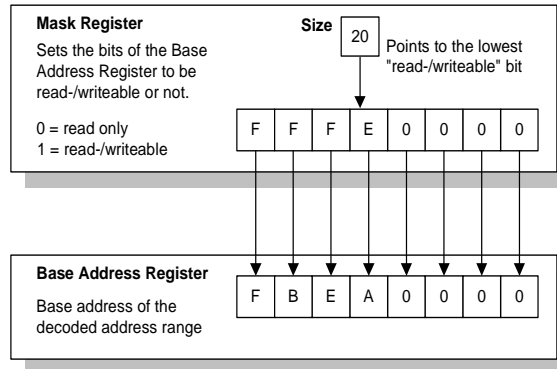 Mask Register
Sets the bits of the Base
Address Register to be
read-/writeable or not.
0 = read only
1 = read-/writeable
Size
20
Points to the lowest
"read-/writeable" bit
F F F E 0 0 0 0
Base Address Register
Base address of the
decoded address range
F B E A 0 0 0 0